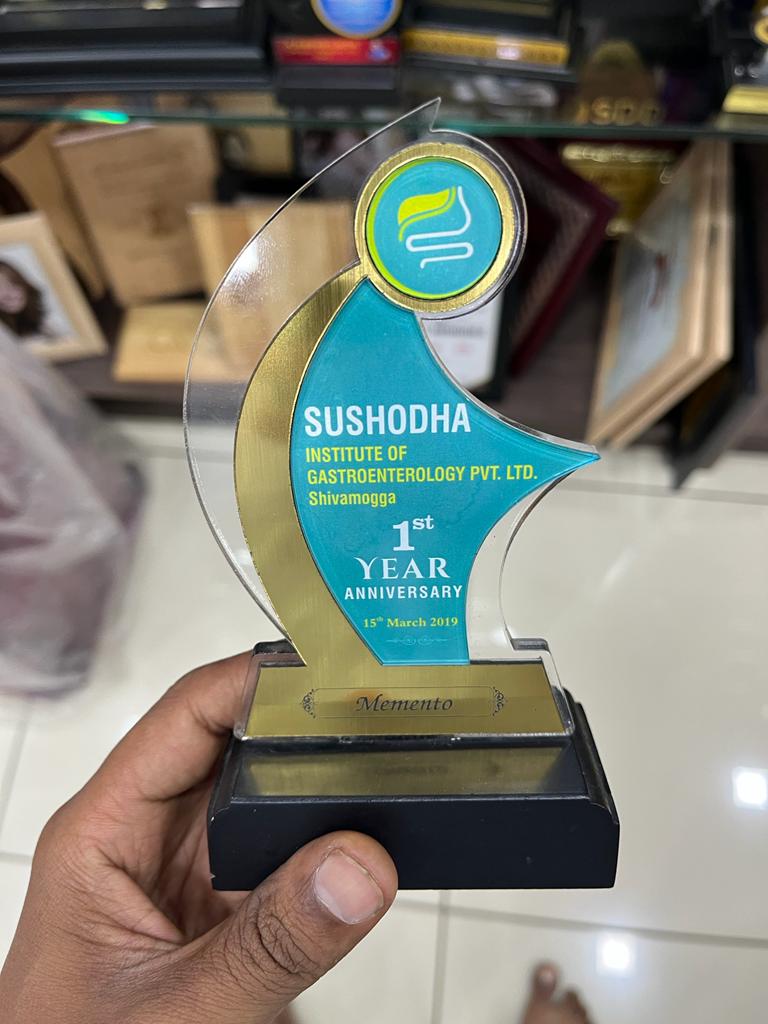 SUSHODHA
INSTITUTE OF
GASTROENTEROLOGY PVT. LTD.
Shivamogga
1st
YEAR
ANNIVERSARY
15th March 2019
Memento